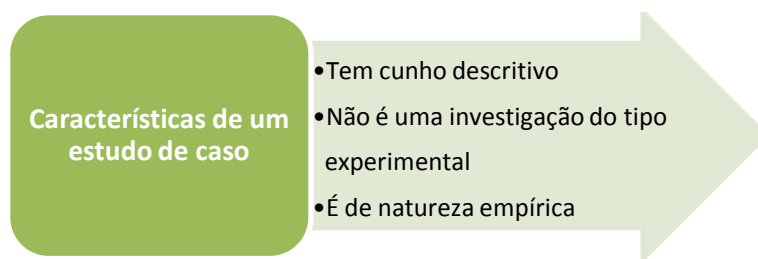 Características de um
estudo de caso
•Tem cunho descritivo
•Não é uma investigação do tipo
experimental
•É de natureza empírica